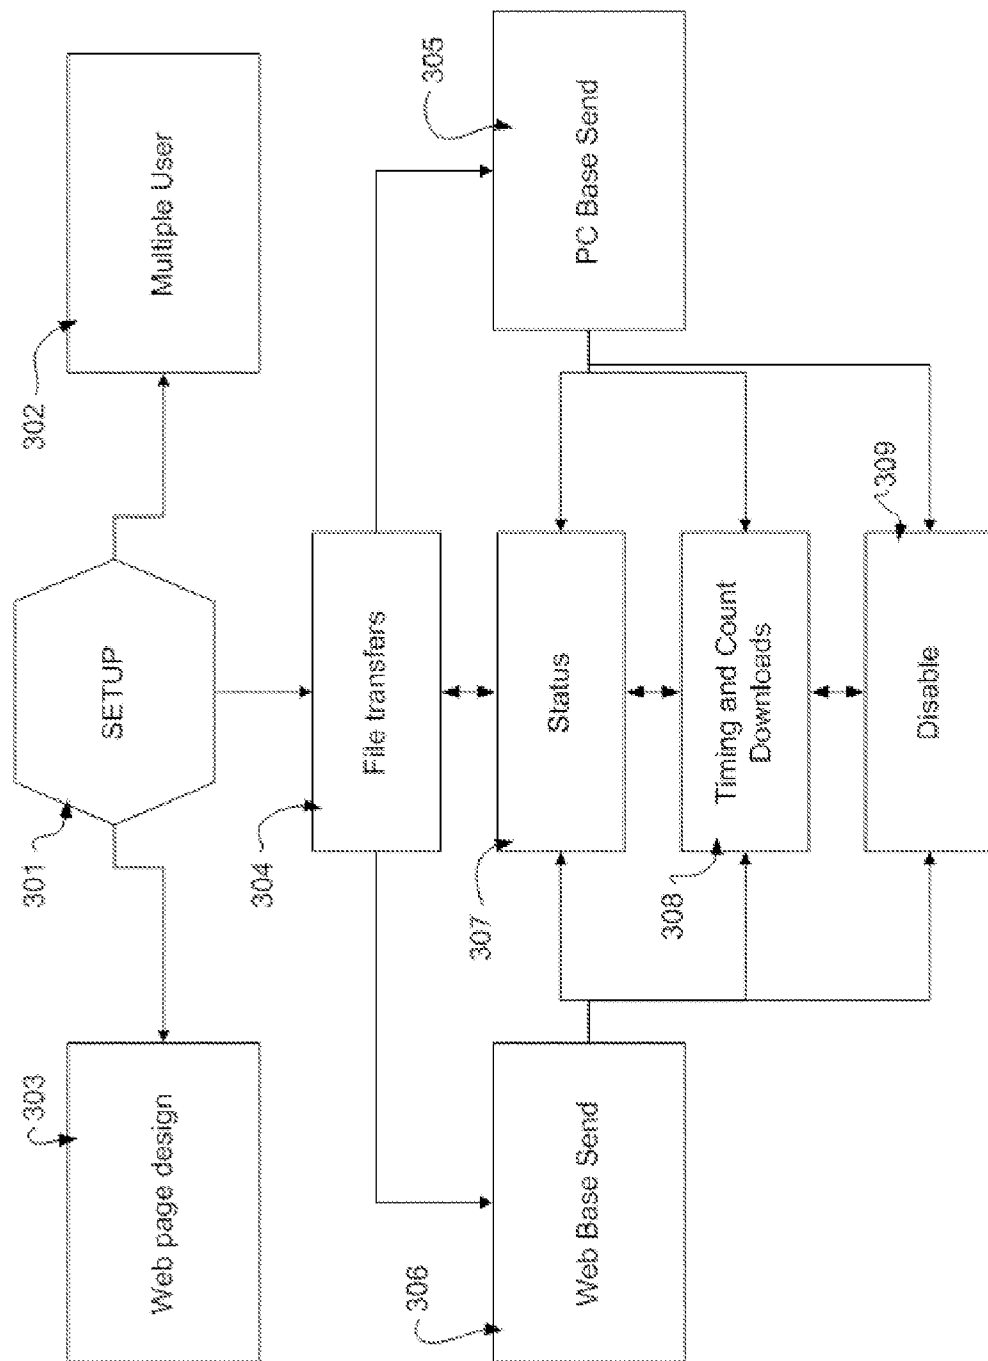 303
Web page design
301
SETUP
302
Multiple User
304
File transfers
306
Web Base Send
305
PC Base Send
307
Status
308
Timing and Count
Downloads
309
Disable